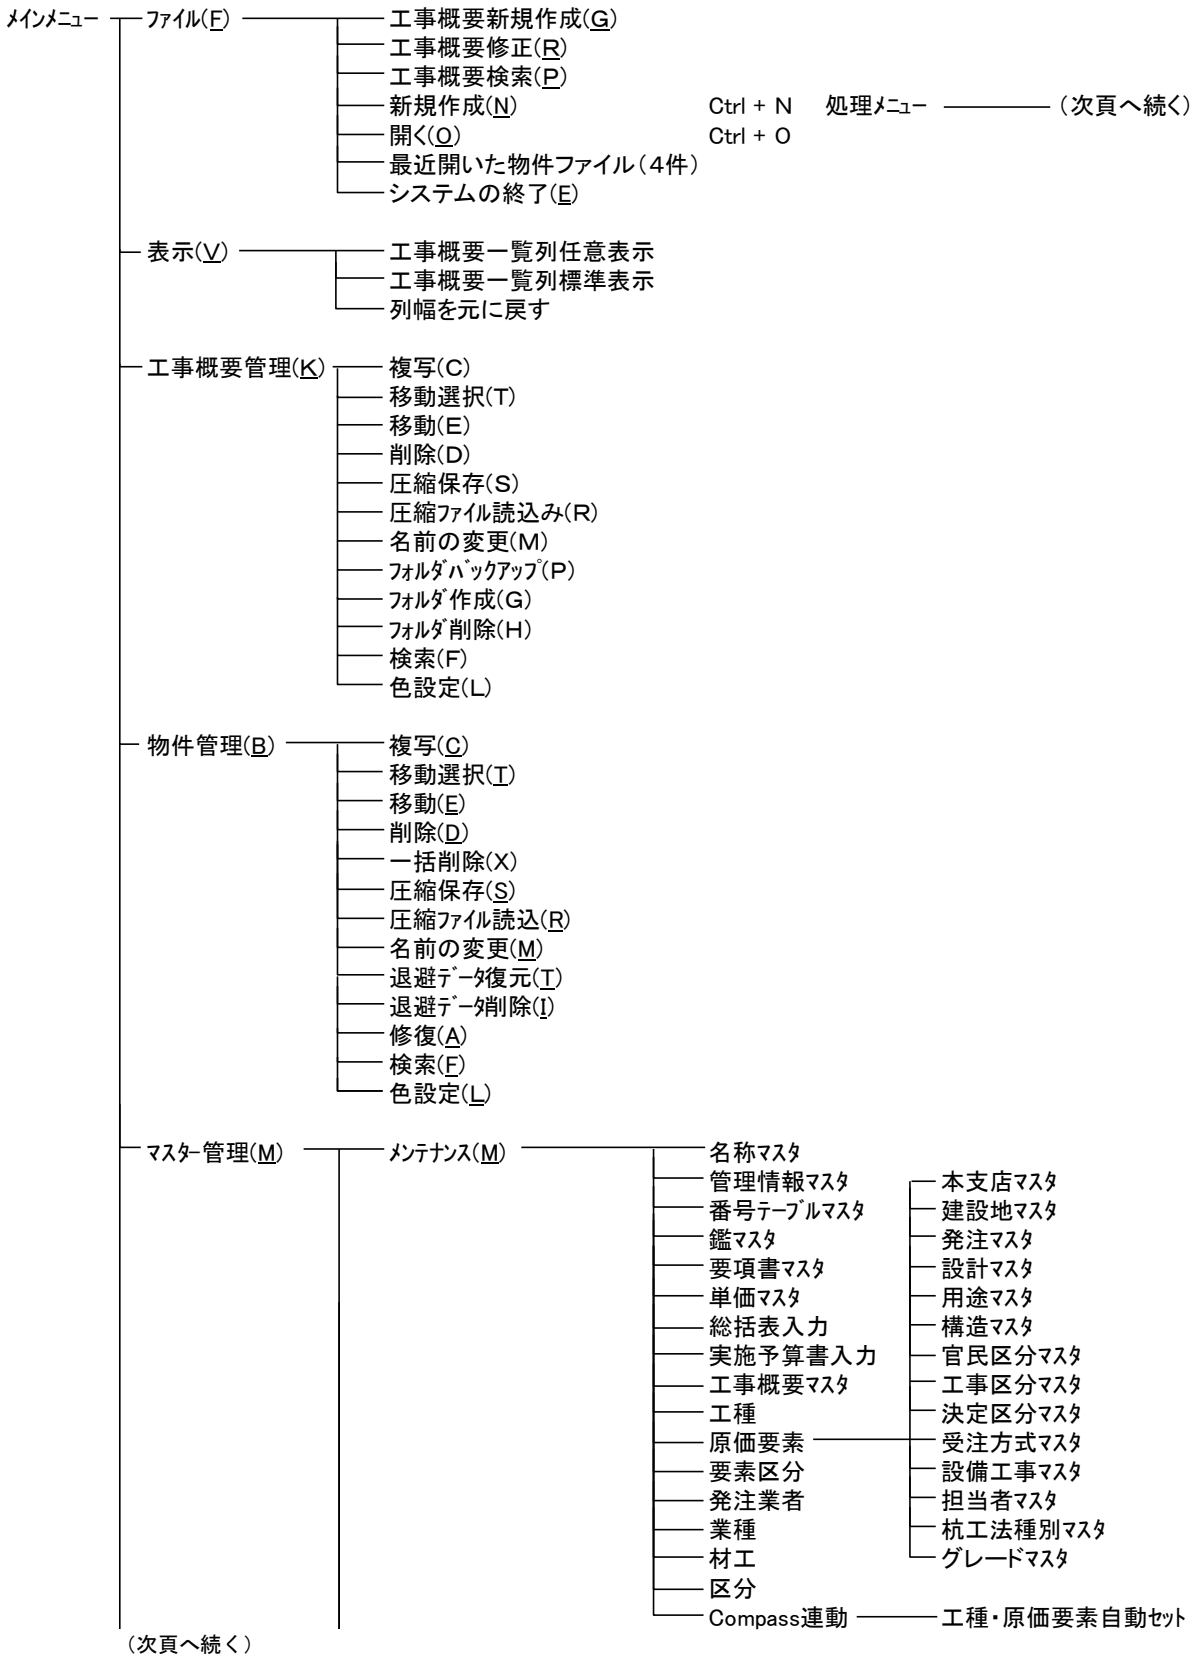 メインメニュー ファイル(F) 工事概要新規作成(G)
工事概要修正(R)
工事概要検索(P)
新規作成(N) Ctrl + N 処理メニュー (次頁へ続く)
開く(O) Ctrl + O
最近開いた物件ファイル(4件)
システムの終了(E)
表示(V) 工事概要一覧列任意表示
工事概要一覧列標準表示
列幅を元に戻す
工事概要管理(K) 複写(C)
移動選択(T)
移動(E)
削除(D)
圧縮保存(S)
圧縮ファイル読込み(R)
名前の変更(M)
フォルダバックアップ(P)
フォルダ作成(G)
フォルダ削除(H)
検索(F)
色設定(L)
物件管理(B) 複写(C)
移動選択(T)
移動(E)
削除(D)
一括削除(X)
圧縮保存(S)
圧縮ファイル読込(R)
名前の変更(M)
退避データ復元(T)
退避データ削除(I)
修復(A)
検索(F)
色設定(L)
マスター管理(M) メンテナンス(M) 名称マスタ
管理情報マスタ 本支店マスタ
番号テーブルマスタ 建設地マスタ
鑑マスタ 発注マスタ
要項書マスタ 設計マスタ
単価マスタ 用途マスタ
総括表入力 構造マスタ
実施予算書入力 官民区分マスタ
工事概要マスタ 工事区分マスタ
工種 決定区分マスタ
原価要素 受注方式マスタ
要素区分 設備工事マスタ
発注業者 担当者マスタ
業種 杭工法種別マスタ
材工 グレードマスタ
区分
Compass連動 工種・原価要素自動セット
(次頁へ続く)